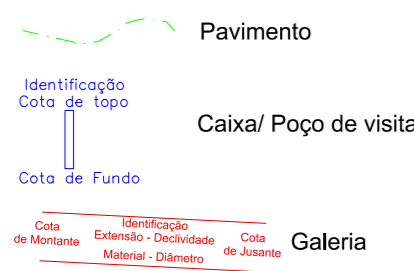 Pavimento
Identificação
Cota de topo
Caixa/ Poço de visita
Cota de Fundo
Cota
de Montante
Identificação
Extensão - Declividade
Material - Diâmetro
Cota
de Jusante
Galeria